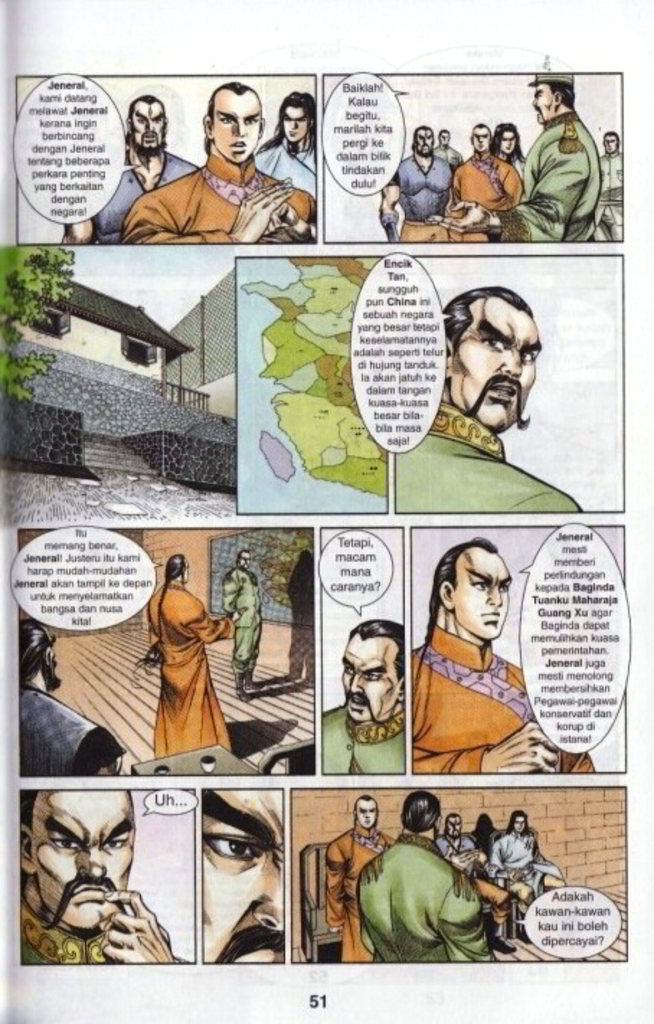 Jeneral,
kami datang
melawat Jeneral
kerana ingin
berbincang
dengan Jeneral
tentang beberapa
perkara penting
yang berkaitan
dengan
negara!
Baiklah!
Kalau
begitu,
marilah kita
pergi ke
dalam bilik
tindakan
dulu!
Encik
Tan,
sungguh
pun China ini
sebuah negara
yang besar tetapi
keselamatannya
adalah seperti telur
di hujung tanduk.
Ia akan jatuh ke
dalam tangan
kuasa-kuasa
besar bila-
bila masa
saja!
Itu
memang benar,
Jeneral! Justeru itu kami
harap mudah-mudahan
Jeneral akan tampil ke depan
untuk menyelamatkan
bangsa dan nusa
kita!
Tetapi,
macam
mana
caranya?
Jeneral
mesti
memberi
perlindungan
kepada Baginda
Tuanku Maharaja
Guang Xu agar
Baginda dapat
memulihkan kuasa
pemerintahan.
Jeneral juga
mesti menolong
membersihkan
Pegawai-pegawai
konservatif dan
korup di
istana!
Uh...
Adakah
kawan-kawan
kau ini boleh
dipercayai?
51